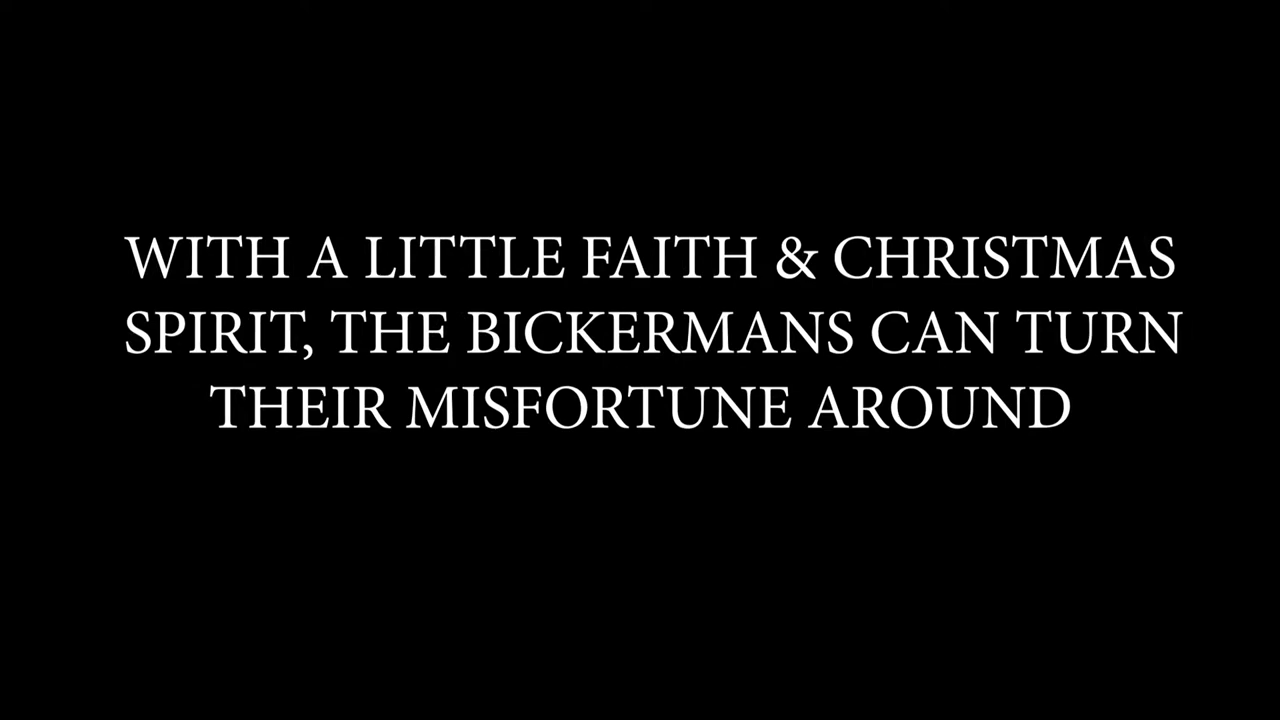 WITH A LITTLE FAITH & CHRISTMAS
SPIRIT, THE BICKERMANS CAN TURN
THEIR MISFORTUNE AROUND